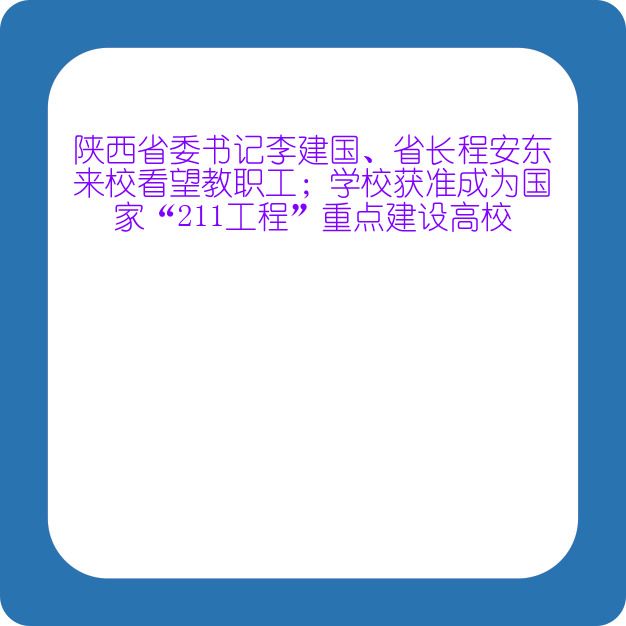 陕西省委书记李建国、省长程安东
来校看望教职工；学校获准成为国
家“211工程”重点建设高校